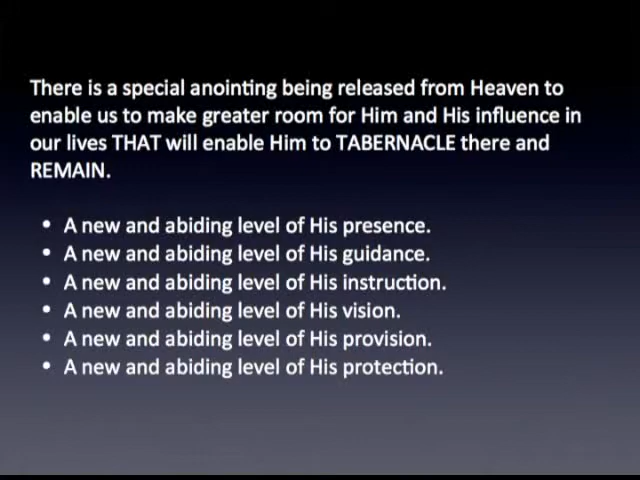 There is a special anointing being released from Heaven to
enable us to make greater room for Him and His influence in
our lives THAT will enable Him to TABERNACLE there and
REMAIN.
• A new and abiding level of His presence.
• A new and abiding level of His guidance.
• A new and abiding level of His instruction.
• A new and abiding level of His vision.
• A new and abiding level of His provision.
• A new and abiding level of His protection.